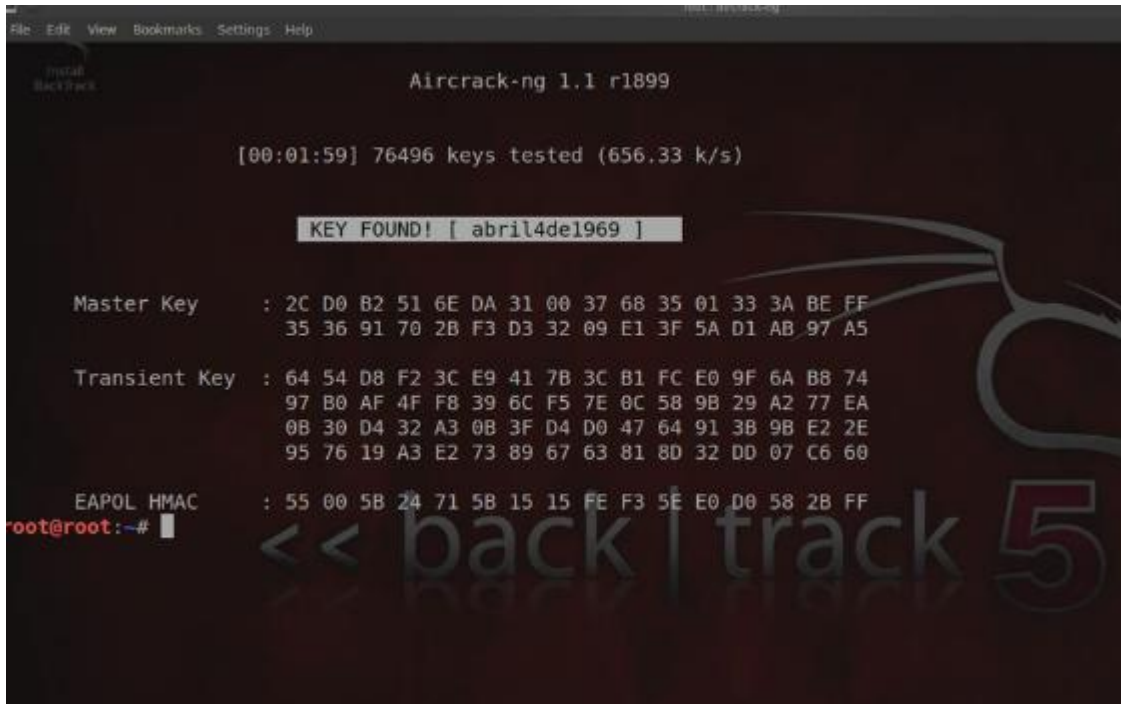 File Edit View Bookmarks Settings Help
Install
BackTrack
Aircrack-ng 1.1 r1899
[00:01:59] 76496 keys tested (656.33 k/s)
KEY FOUND! [ abril4de1969 ]
Master Key : 2C D0 B2 51 6E DA 31 00 37 68 35 01 33 3A BE FF
35 36 91 70 2B F3 D3 32 09 E1 3F 5A D1 AB 97 A5
Transient Key : 64 54 D8 F2 3C E9 41 7B 3C B1 FC E0 9F 6A B8 74
97 B0 AF 4F F8 39 6C F5 7E 0C 58 9B 29 A2 77 EA
0B 30 D4 32 A3 0B 3F D4 D0 47 64 91 3B 9B E2 2E
95 76 19 A3 E2 73 89 67 63 81 8D 32 DD 07 C6 60
EAPOL HMAC : 55 00 5B 24 71 5B 15 15 FE F3 5E E0 D0 58 2B FF
root@root:~#
<< back | track 5